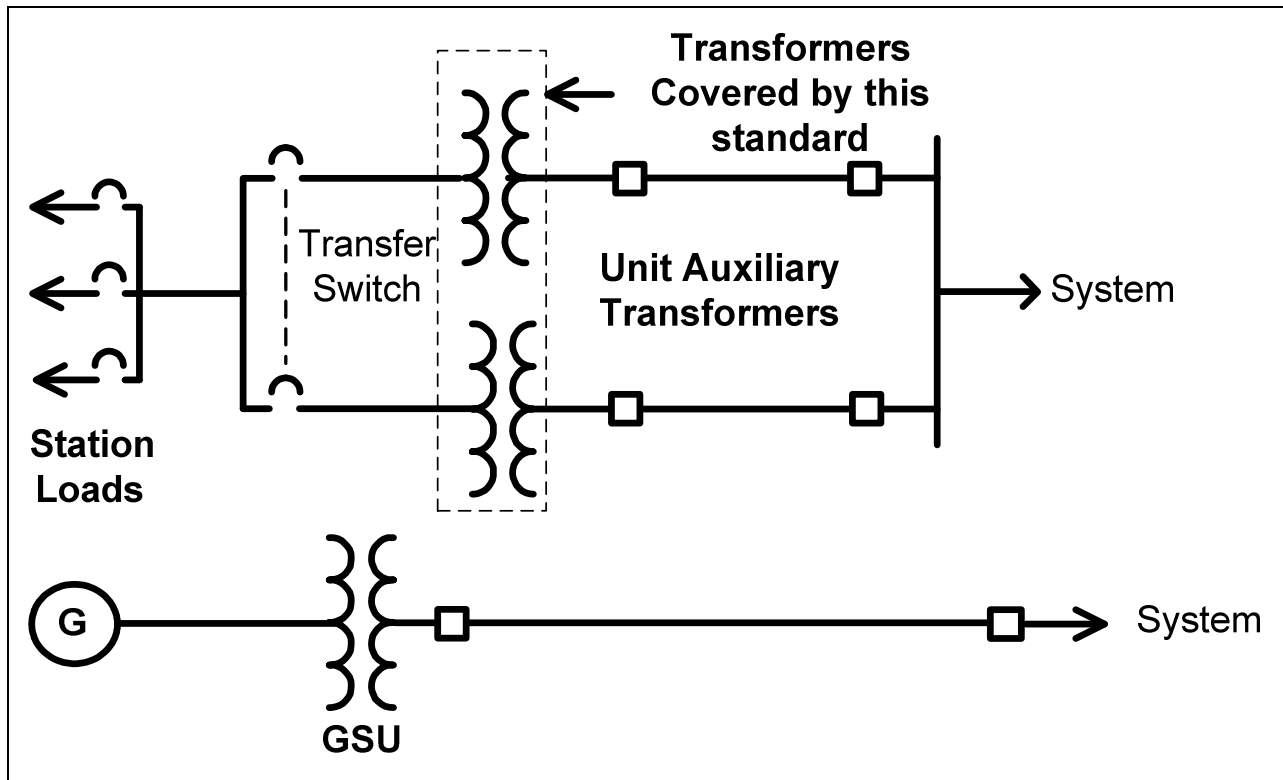 Transformers
Covered by this
standard
Transfer
Switch
Unit Auxiliary
Transformers
System
Station
Loads
G
System
GSU